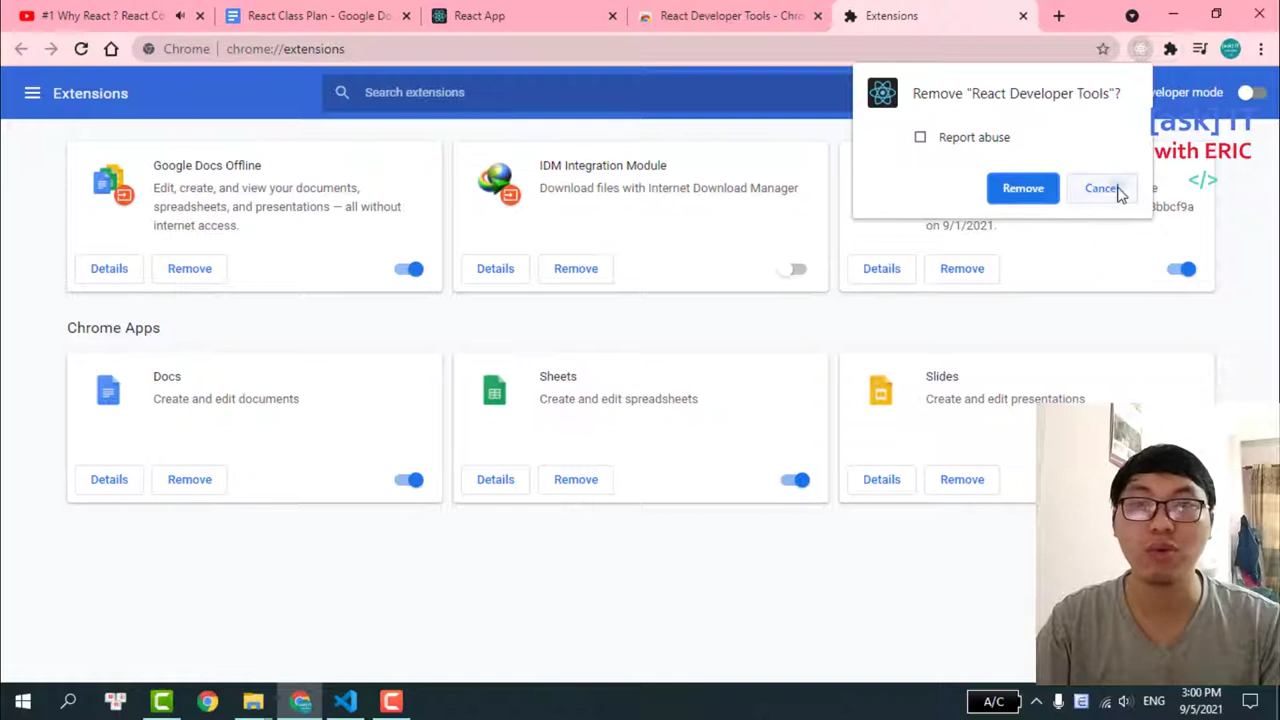 #1 Why React ? React Co
React Class Plan - Google Do
React App
React Developer Tools - Chro
Extensions
Chrome
chrome://extensions
Extensions
Search extensions
veloper mode
Remove "React Developer Tools"?
Report abuse
Remove
Cancel
[ask] IT
with ERIC
</>
Google Docs Offline
Edit, create, and view your documents,
spreadsheets, and presentations — all without
internet access.
Details
Remove
IDM Integration Module
Download files with Internet Download Manager
Details
Remove
bbcf9a
on 9/1/2021.
Details
Remove
Chrome Apps
Docs
Create and edit documents
Details
Remove
Sheets
Create and edit spreadsheets
Details
Remove
Slides
Create and edit presentations
Details
Remove
A/C
ENG
3:00 PM
9/5/2021